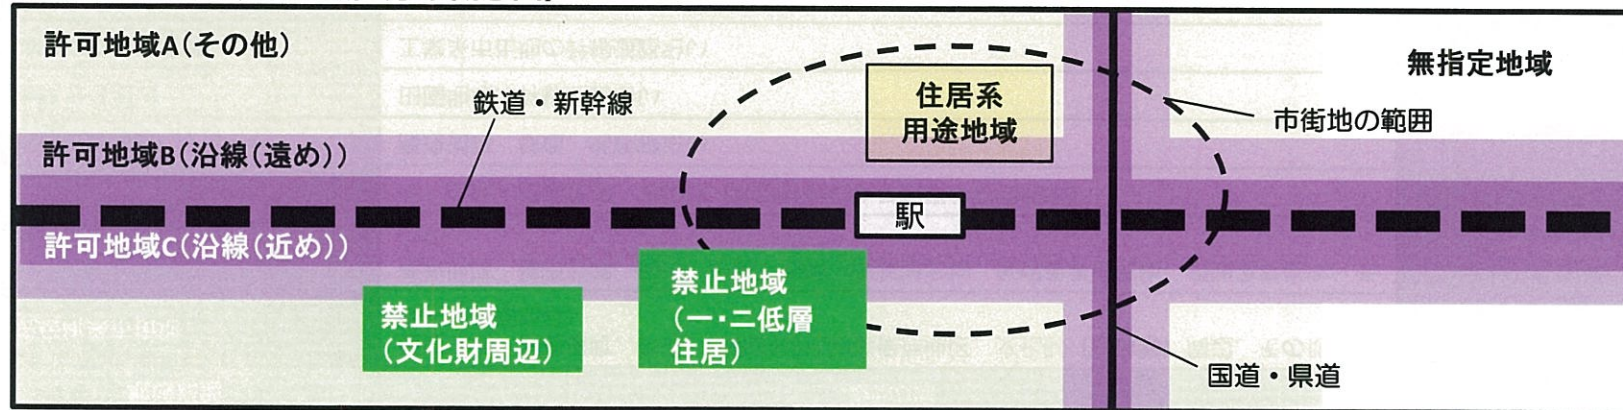 許可地域A(その他)
無指定地域
鉄道・新幹線
住居系
用途地域
市街地の範囲
許可地域B(沿線(遠め))
駅
許可地域C(沿線(近め))
禁止地域
(一・二低層
住居)
禁止地域
(文化財周辺)
国道・県道